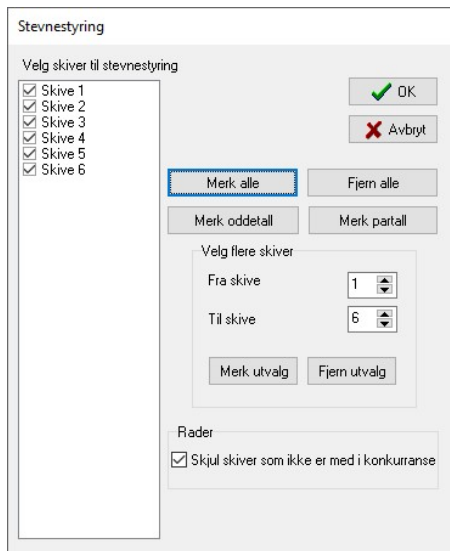 Stevnestyring
Velg skiver til stevnestyring
Skive 1
Skive 2
Skive 3
Skive 4
Skive 5
Skive 6
OK
Avbryt
Merk alle
Fjern alle
Merk oddetall
Merk partall
Velg flere skiver
Fra skive
1
Til skive
6
Merk utvalg
Fjern utvalg
Rader
Skjul skiver som ikke er med i konkurranse